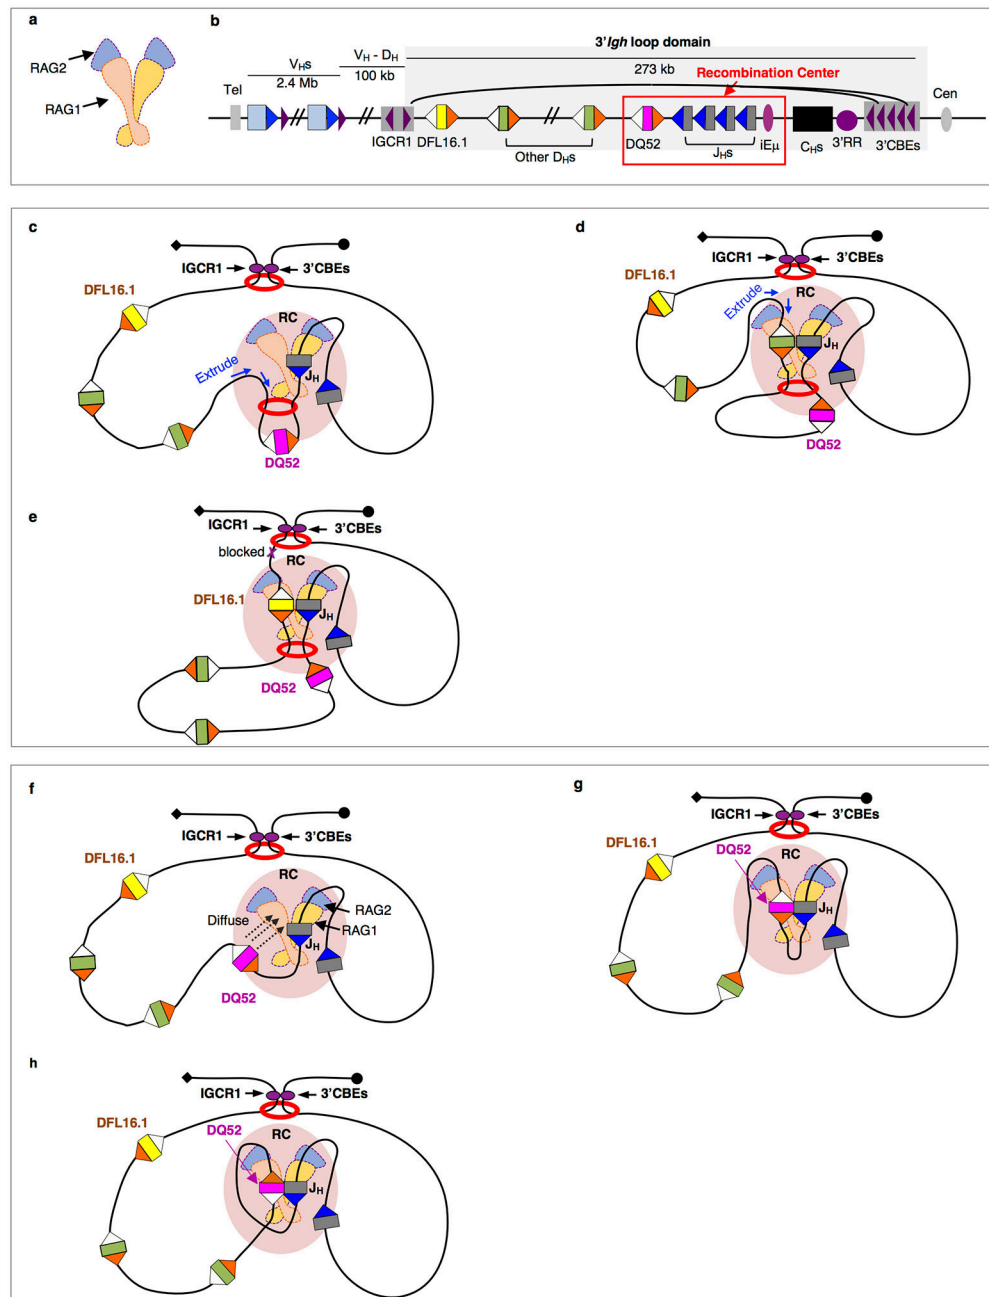 a
RAG2
RAG1
b
3'Igh loop domain
VHs
2.4 Mb
VH - DH
100 kb
273 kb
Recombination Center
Tel
Cen
IGCR1
DFL16.1
Other DHs
DQ52
JHs
iEμ
CHs
3'RR
3'CBEs
c
IGCR1
3'CBEs
DFL16.1
RC
Extrude
JH
DQ52
d
IGCR1
3'CBEs
DFL16.1
RC
Extrude
JH
DQ52
e
IGCR1
3'CBEs
blocked
RC
DFL16.1
JH
DQ52
f
IGCR1
3'CBEs
DFL16.1
RC
Diffuse
RAG2
RAG1
JH
DQ52
g
IGCR1
3'CBEs
DFL16.1
DQ52
RC
JH
h
IGCR1
3'CBEs
DFL16.1
DQ52
RC
JH